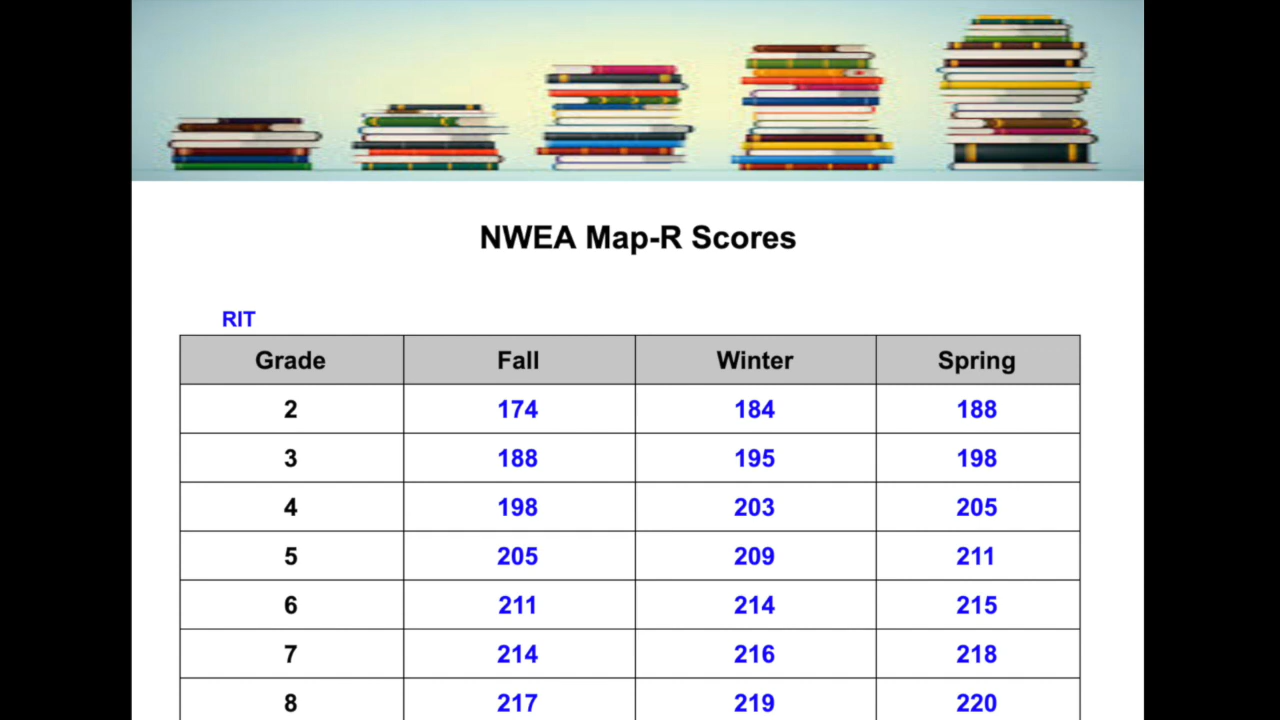 NWEA Map-R Scores
RIT
Grade Fall Winter Spring
2 174 184 188
3 188 195 198
4 198 203 205
5 205 209 211
6 211 214 215
7 214 216 218
8 217 219 220